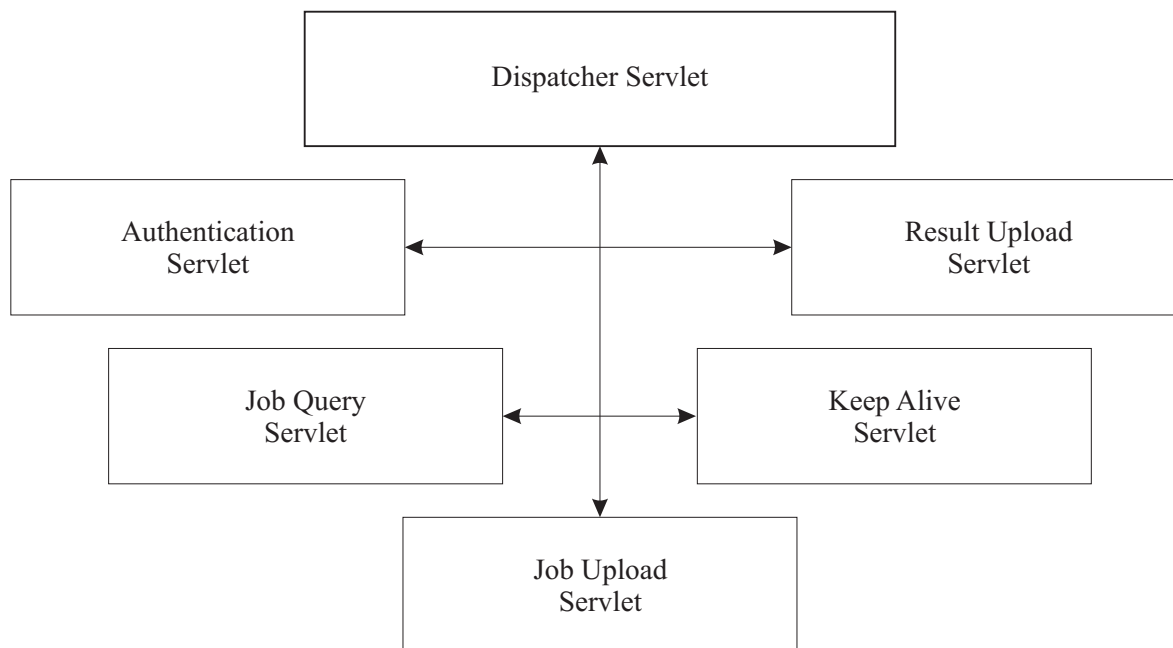 Dispatcher Servlet
Authentication
Servlet
Result Upload
Servlet
Job Query
Servlet
Keep Alive
Servlet
Job Upload
Servlet